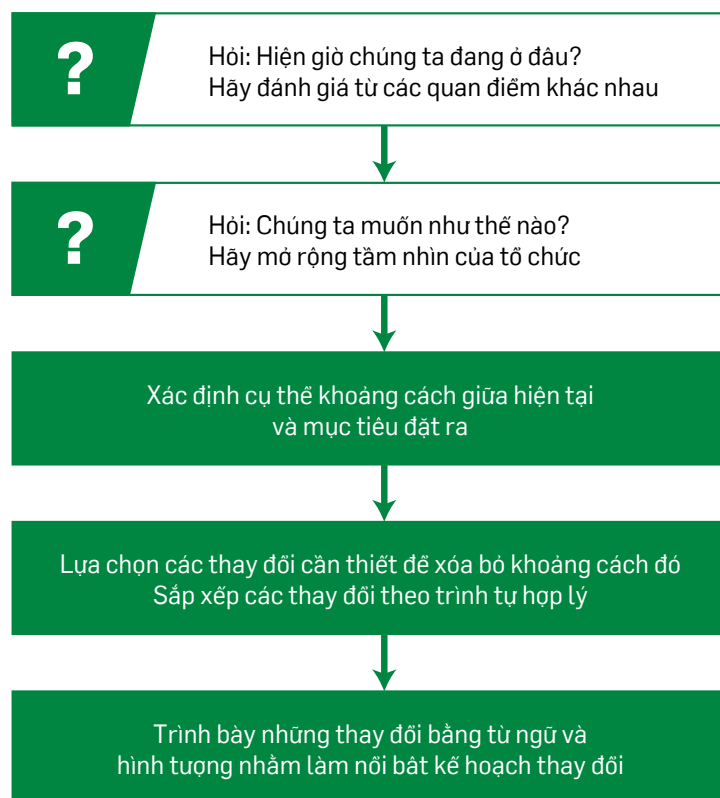 ?
Hỏi: Hiện giờ chúng ta đang ở đâu?
Hãy đánh giá từ các quan điểm khác nhau
?
Hỏi: Chúng ta muốn như thế nào?
Hãy mở rộng tầm nhìn của tổ chức
Xác định cụ thể khoảng cách giữa hiện tại
và mục tiêu đặt ra
Lựa chọn các thay đổi cần thiết để xóa bỏ khoảng cách đó
Sắp xếp các thay đổi theo trình tự hợp lý
Trình bày những thay đổi bằng từ ngữ và
hình tượng nhằm làm nổi bât kế hoạch thay đổi